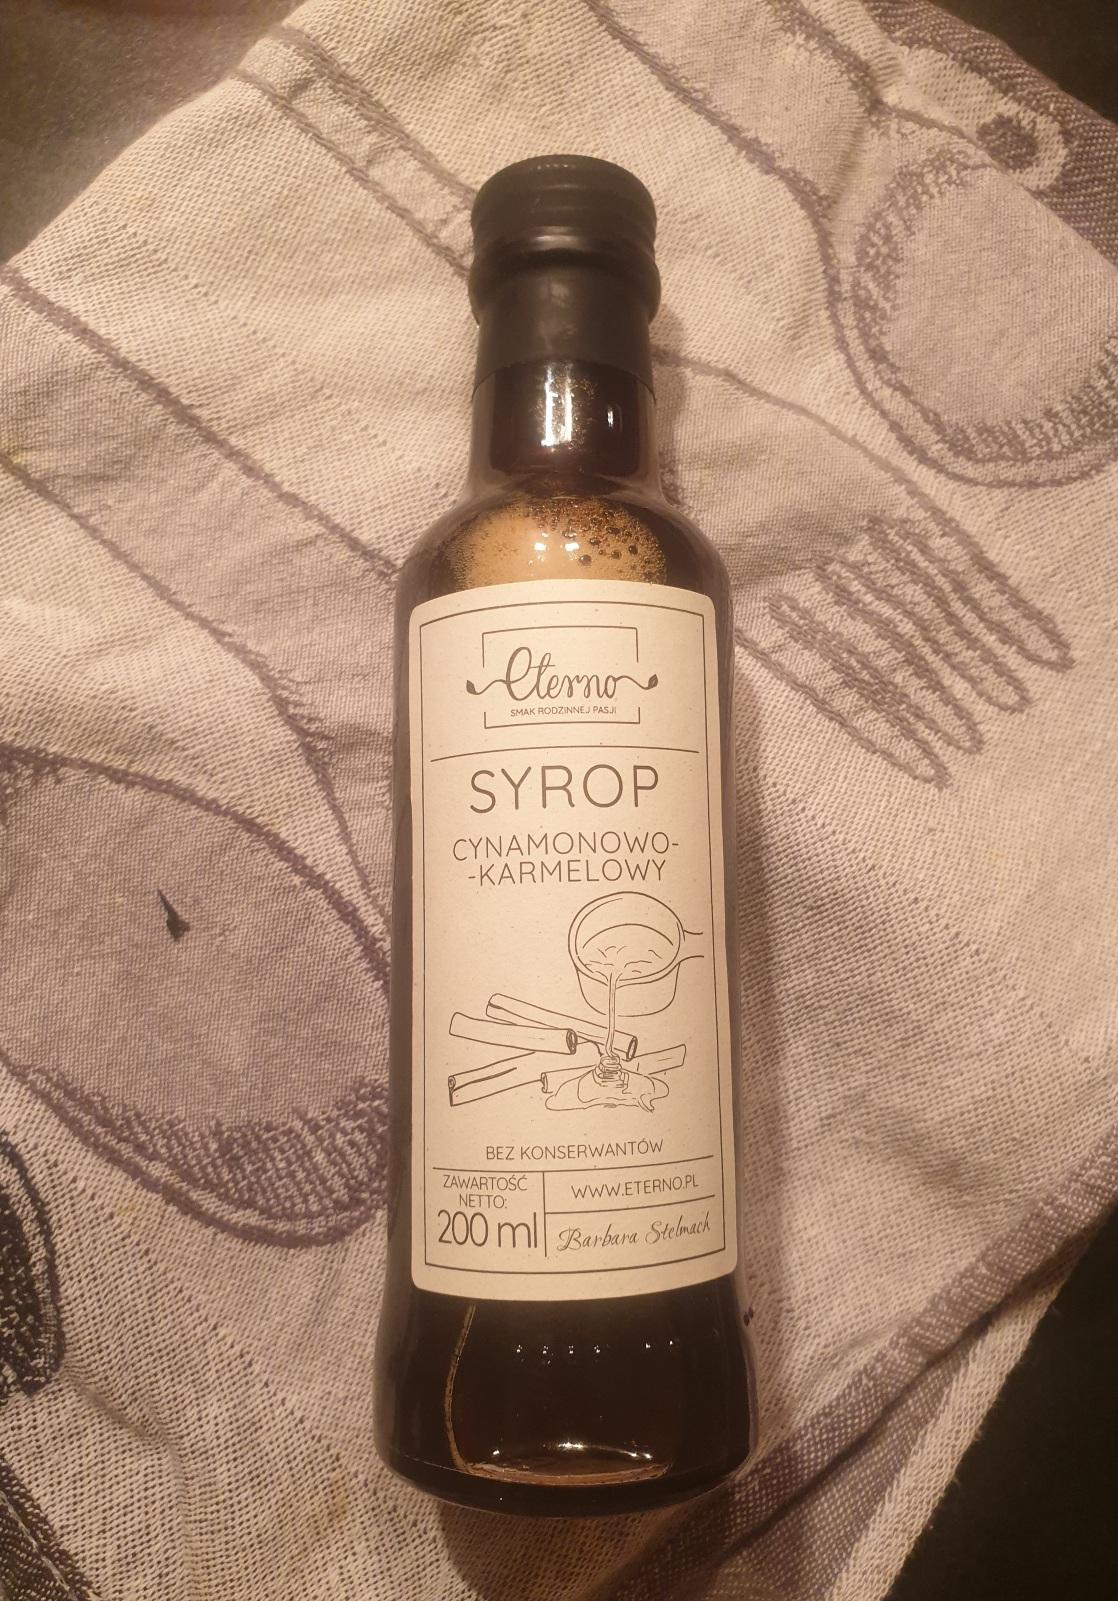 Eterno
SMAK RODZINNEJ PASJI
SYROP
CYNAMONOWO-
-KARMELOWY
BEZ KONSERWANTÓW
ZAWARTOŚĆ
NETTO:
200 ml
WWW.ETERNO.PL
Barbara Stelmach